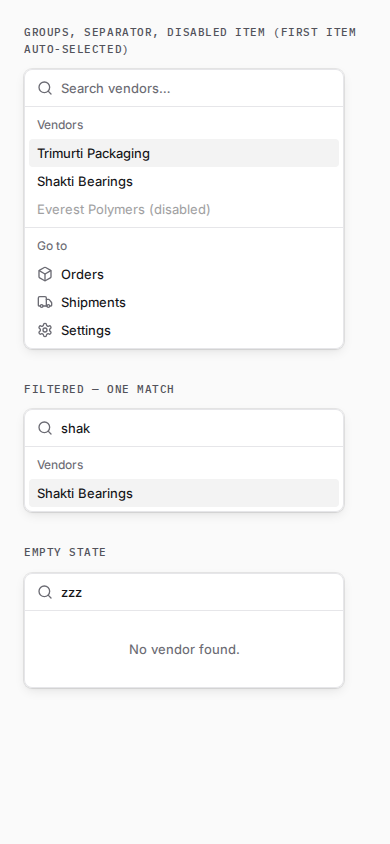 GROUPS, SEPARATOR, DISABLED ITEM (FIRST ITEM
AUTO-SELECTED)
Search vendors...
Vendors
Trimurti Packaging
Shakti Bearings
Everest Polymers (disabled)
Go to
Orders
Shipments
Settings
FILTERED — ONE MATCH
shak
Vendors
Shakti Bearings
EMPTY STATE
zzz
No vendor found.